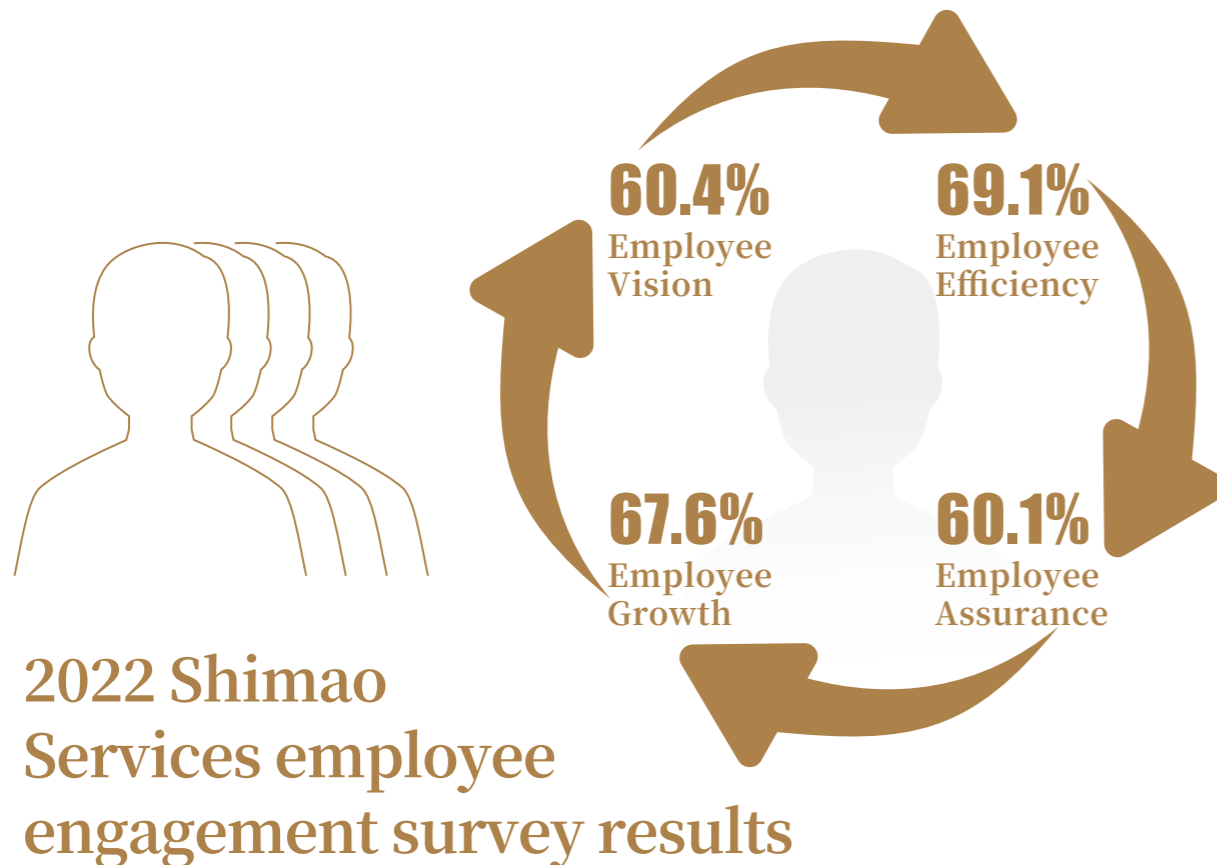 60.4%
Employee
Vision
69.1%
Employee
Efficiency
67.6%
Employee
Growth
60.1%
Employee
Assurance
2022 Shimao
Services employee
engagement survey results